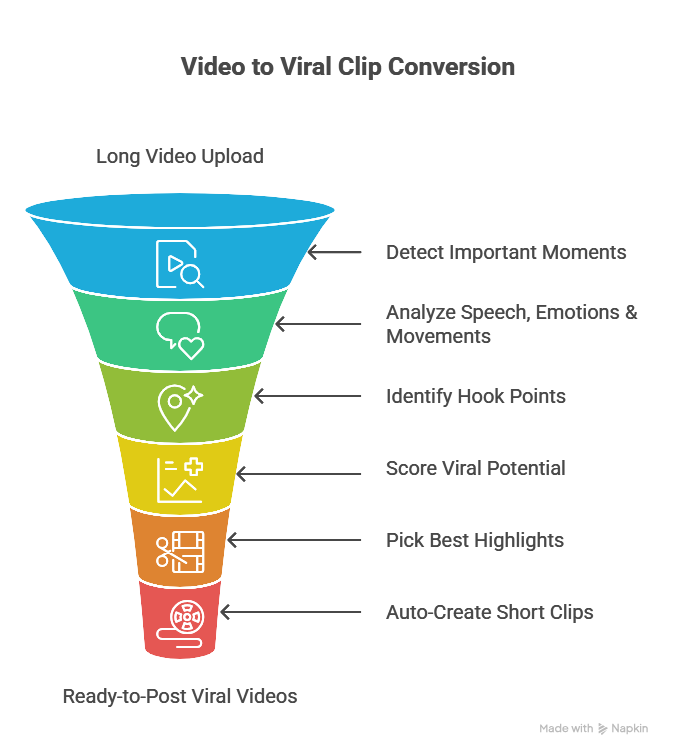 Video to Viral Clip Conversion
Long Video Upload
Detect Important Moments
Analyze Speech, Emotions &
Movements
Identify Hook Points
Score Viral Potential
Pick Best Highlights
Auto-Create Short Clips
Ready-to-Post Viral Videos
Made with Napkin